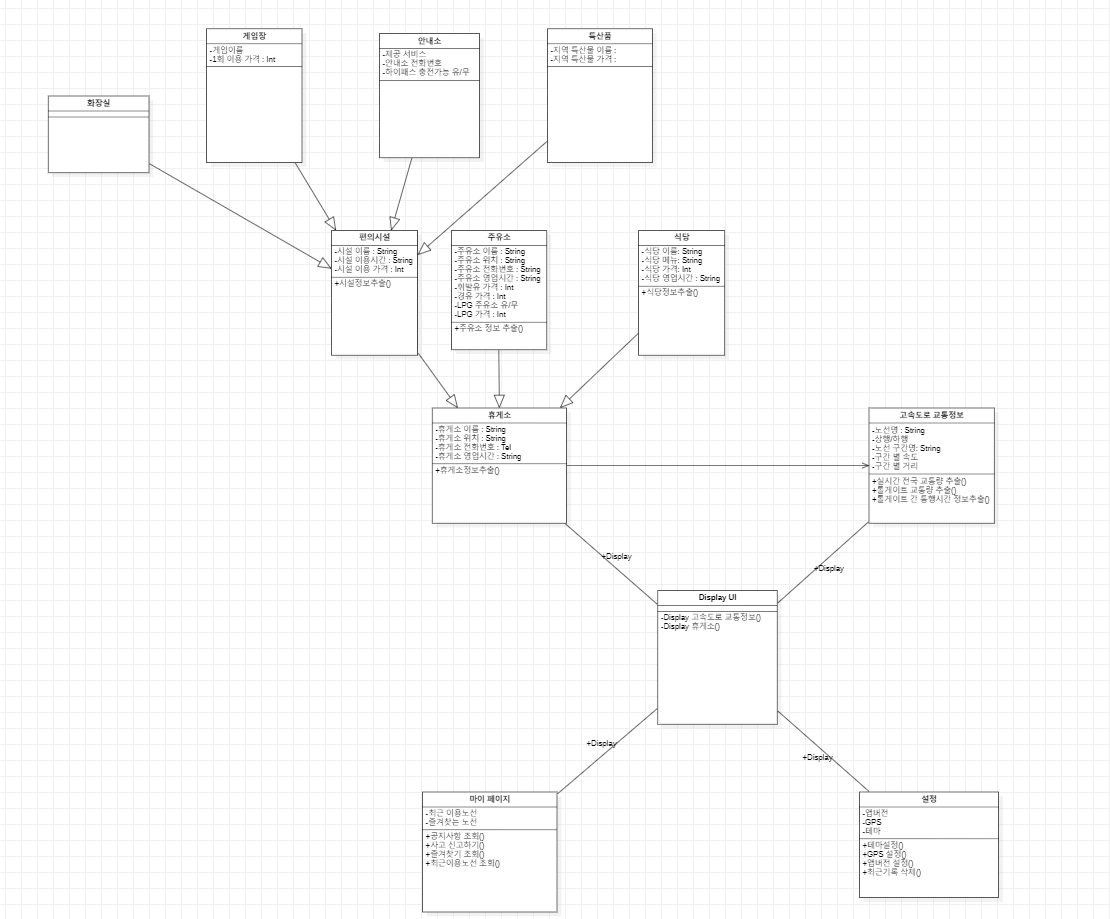 게임장
-게임이름
-1회 이용 가격 : Int
안내소
-제공 서비스
-안내소 전화번호
-하이패스 충전가능 유/무
특산품
-지역 특산물 이름 :
-지역 특산물 가격 :
화장실
편의시설
-시설 이름 : String
-시설 이용시간 : String
-시설 이용 가격 : Int
+시설정보추출()
주유소
-주유소 이름 : String
-주유소 위치 : String
-주유소 전화번호 : String
-주유소 영업시간 : String
-휘발유 가격 : Int
-경유 가격 : Int
-LPG 주유소 유/무
-LPG 가격 : Int
+주유소 정보 추출()
식당
-식당 이름: String
-식당 메뉴: String
-식당 가격: Int
-식당 영업시간 : String
+식당정보추출()
휴게소
-휴게소 이름 : String
-휴게소 위치 : String
-휴게소 전화번호 : Tel
-휴게소 영업시간 : String
+휴게소정보추출()
고속도로 교통정보
-노선명 : String
-상행/하행
-노선 구간명: String
-구간 별 속도
-구간 별 거리
+실시간 전국 교통량 추출()
+톨게이트 교통량 추출()
+톨게이트 간 통행시간 정보추출()
+Display
+Display
Display UI
-Display 고속도로 교통정보()
-Display 휴게소()
+Display
+Display
마이 페이지
-최근 이용노선
-즐겨찾는 노선
+공지사항 조회()
+사고 신고하기()
+즐겨찾기 조회()
+최근이용노선 조회()
설정
-앱버전
-GPS
-테마
+테마설정()
+GPS 설정()
+앱버전 설정()
+최근기록 삭제()